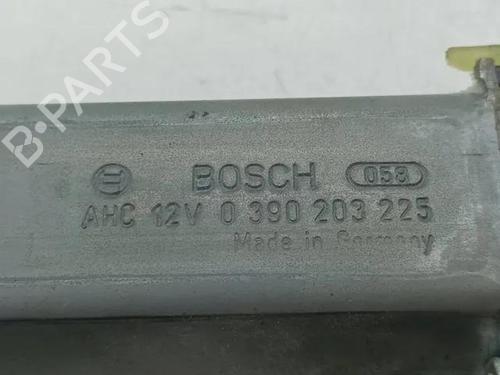 B-PARTS
BOSCH 058
AHC 12V 0 390 203 225
Made in Germany